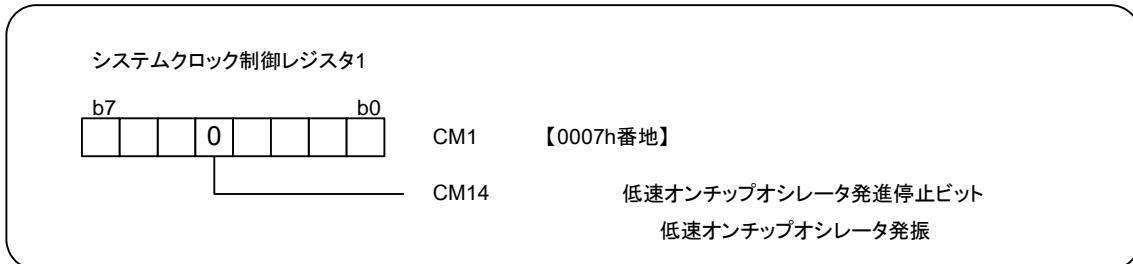 システムクロック制御レジスタ1
b7 b0
0 CM1 【0007h番地】
CM14 低速オンチップオシレータ発進停止ビット
低速オンチップオシレータ発振